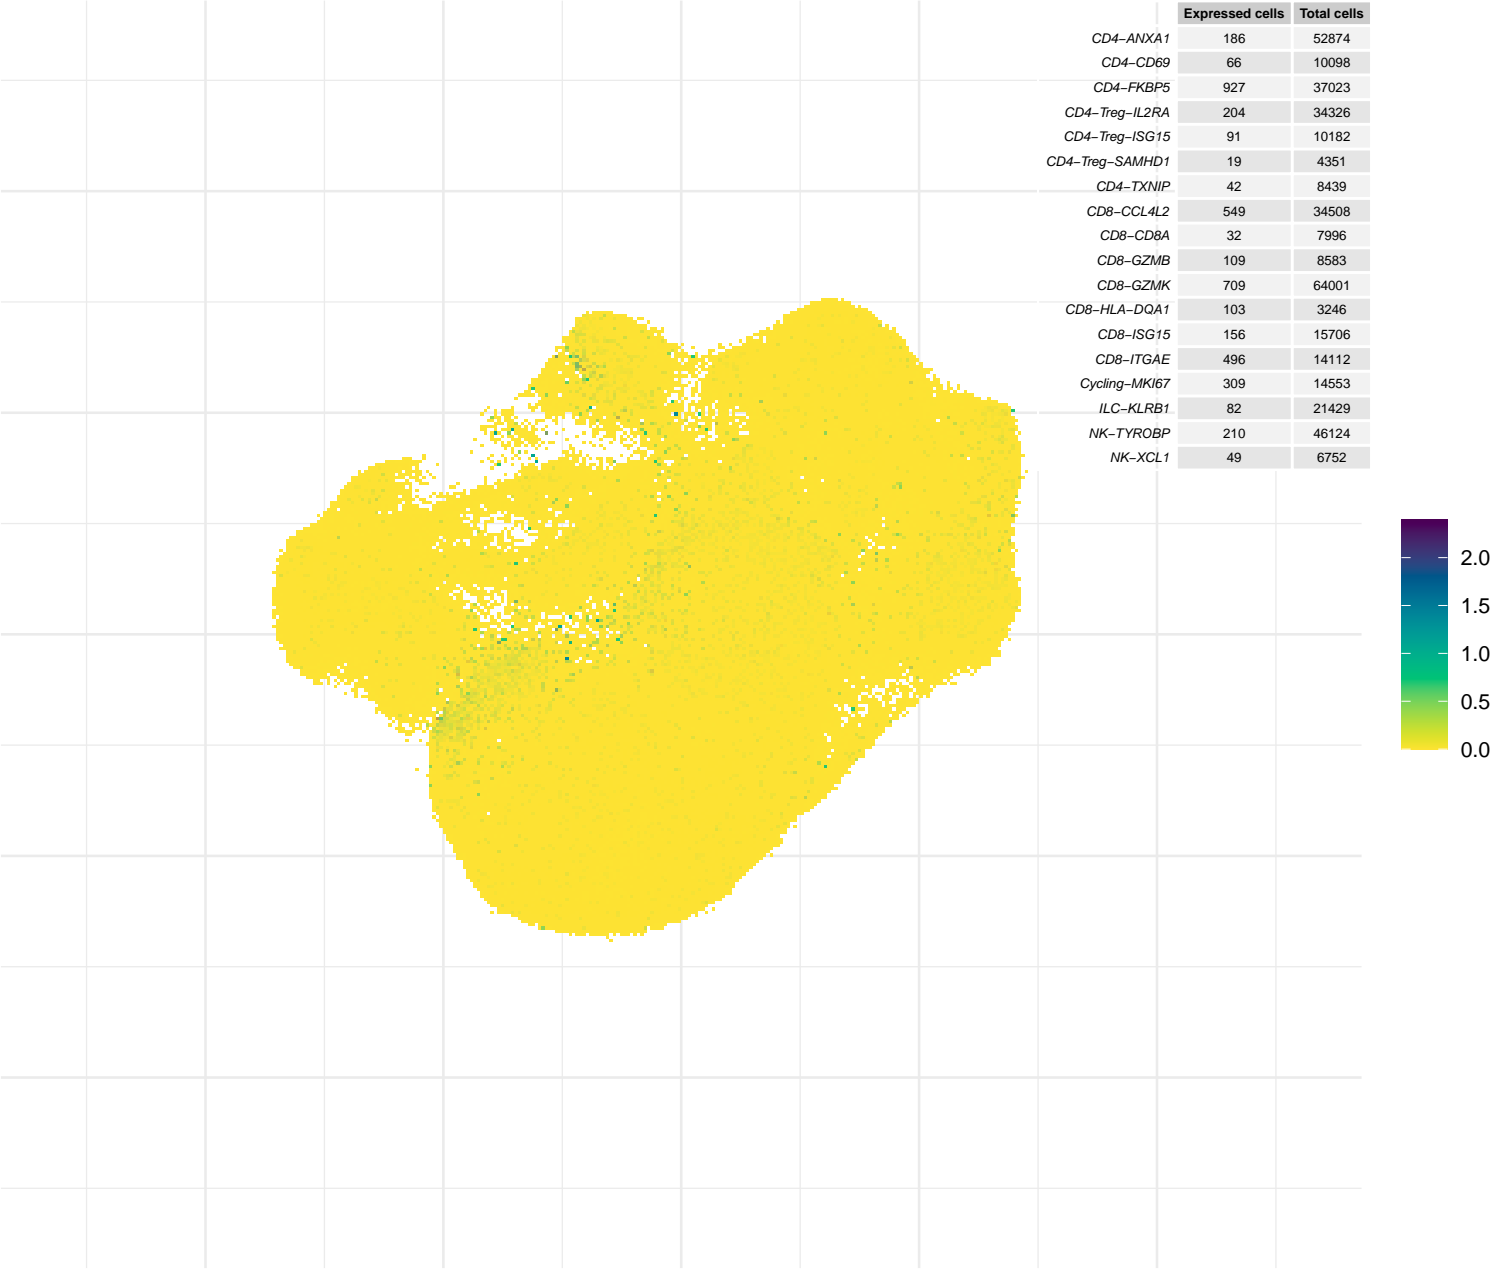 Expressed cells Total cells
CD4−ANXA1 186 52874
CD4−CD69 66 10098
CD4−FKBP5 927 37023
CD4−Treg−IL2RA 204 34326
CD4−Treg−ISG15 91 10182
CD4−Treg−SAMHD1 19 4351
CD4−TXNIP 42 8439
CD8−CCL4L2 549 34508
CD8−CD8A 32 7996
CD8−GZMB 109 8583
CD8−GZMK 709 64001
CD8−HLA−DQA1 103 3246
CD8−ISG15 156 15706
CD8−ITGAE 496 14112
Cycling−MKI67 309 14553
ILC−KLRB1 82 21429
NK−TYROBP 210 46124
NK−XCL1 49 6752
2.0
1.5
1.0
0.5
0.0